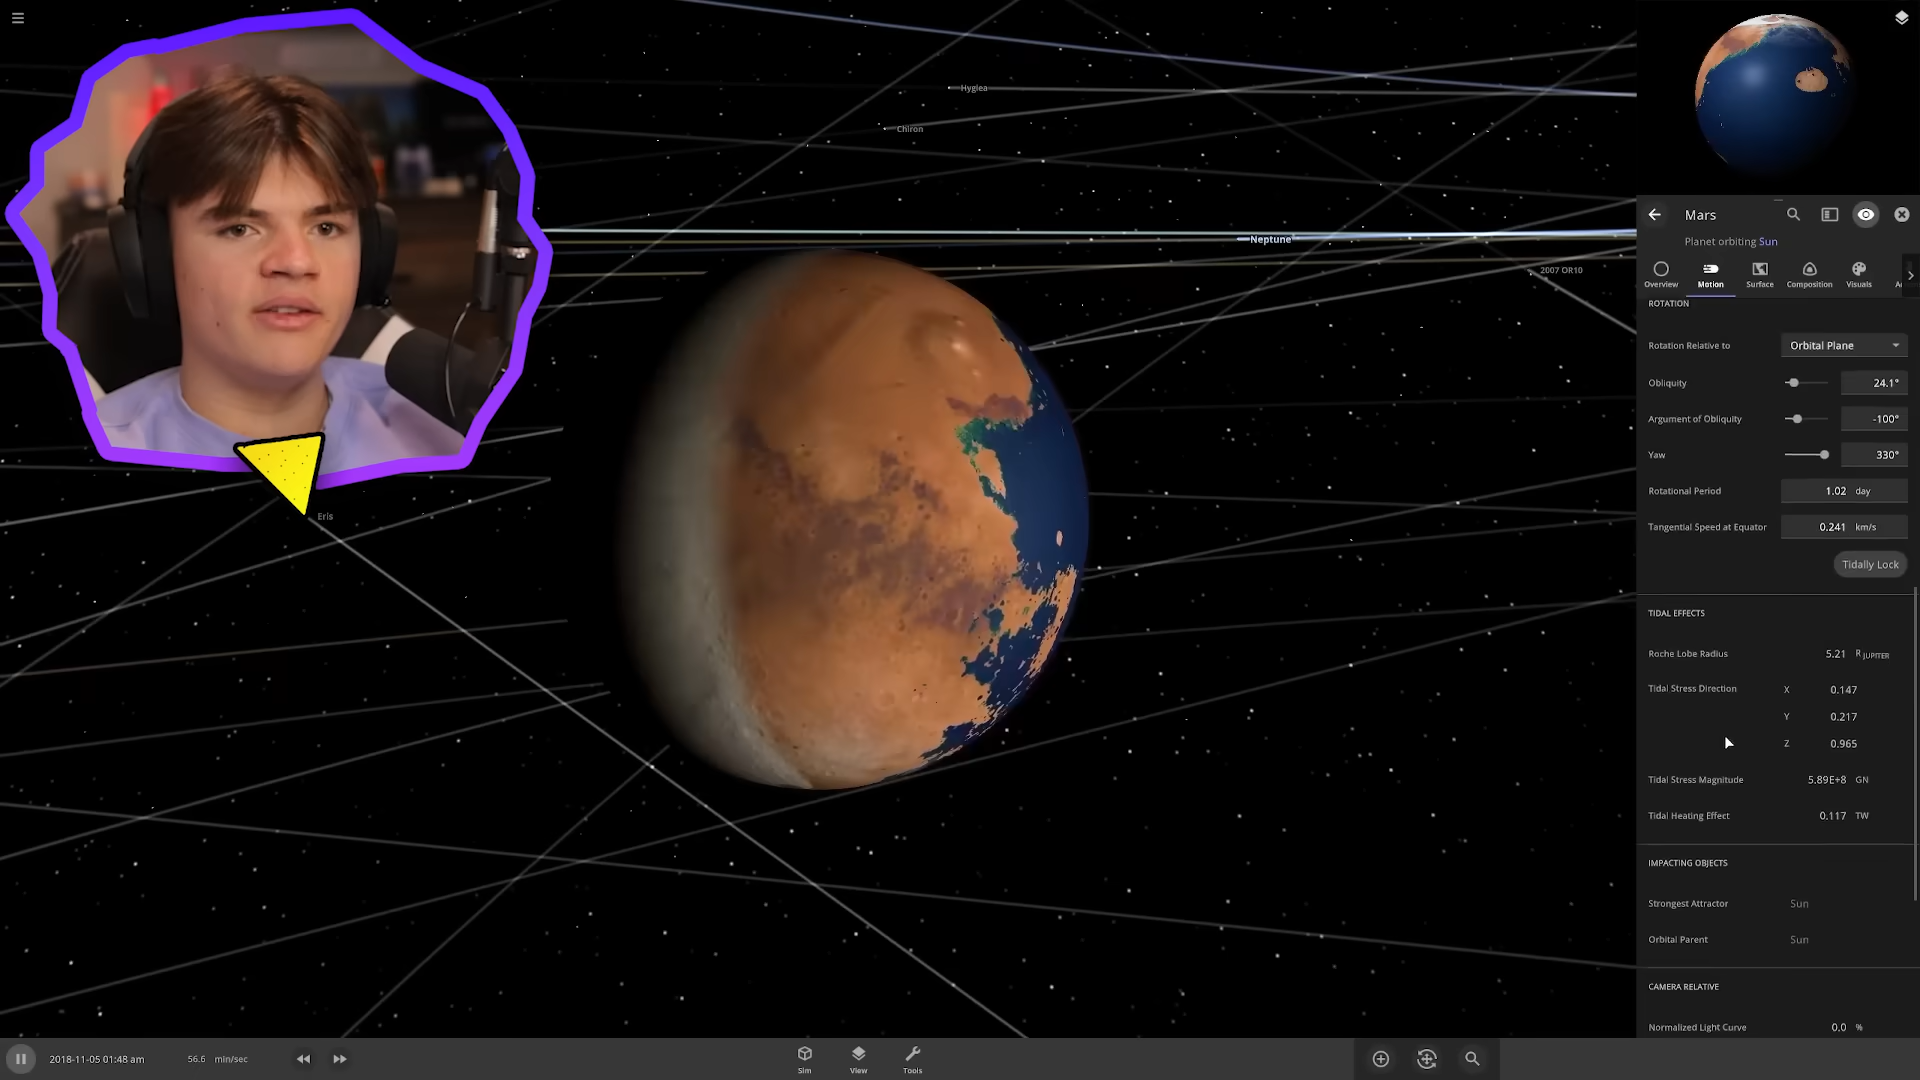 Hygiea
Chiron
Neptune
2007 OR10
Eris
Mars
Planet orbiting Sun
Overview
Motion
Surface
Composition
Visuals
ROTATION
Rotation Relative to
Orbital Plane
Obliquity
24.1°
Argument of Obliquity
-100°
Yaw
330°
Rotational Period
1.02 day
Tangential Speed at Equator
0.241 km/s
Tidally Lock
TIDAL EFFECTS
Roche Lobe Radius
5.21 R JUPITER
Tidal Stress Direction
X 0.147
Y 0.217
Z 0.965
Tidal Stress Magnitude
5.89E+8 GN
Tidal Heating Effect
0.117 TW
IMPACTING OBJECTS
Strongest Attractor
Sun
Orbital Parent
Sun
CAMERA RELATIVE
Normalized Light Curve
0.0 %
2018-11-05 01:48 am
56.6 min/sec
Sim
View
Tools